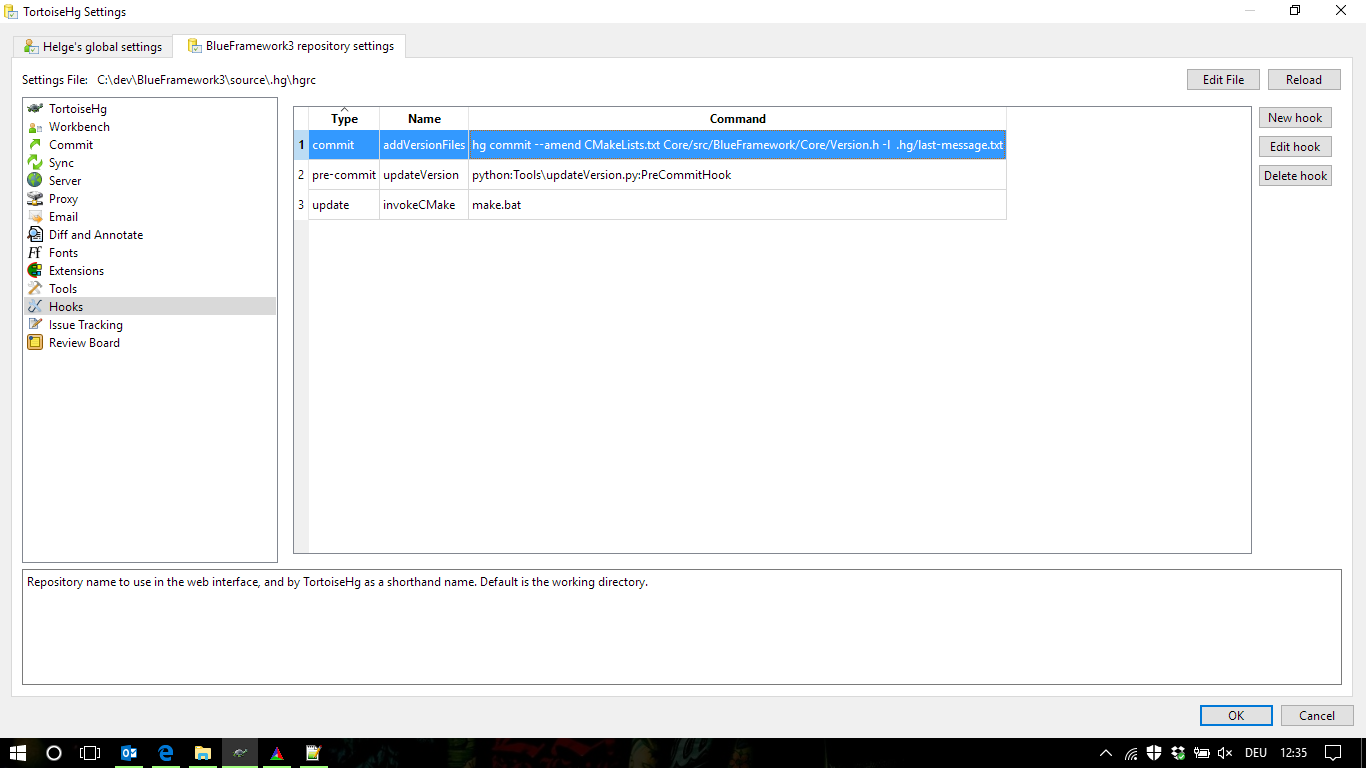 TortoiseHg Settings
Helge's global settings
BlueFramework3 repository settings
Settings File: C:\dev\BlueFramework3\source\.hg\hgrc
Edit File
Reload
TortoiseHg
Workbench
Commit
Sync
Server
Proxy
Email
Diff and Annotate
Fonts
Extensions
Tools
Hooks
Issue Tracking
Review Board
Type Name Command
1 commit addVersionFiles hg commit --amend CMakeLists.txt Core/src/BlueFramework/Core/Version.h -l .hg/last-message.txt
2 pre-commit updateVersion python:Tools\updateVersion.py:PreCommitHook
3 update invokeCMake make.bat
New hook
Edit hook
Delete hook
Repository name to use in the web interface, and by TortoiseHg as a shorthand name. Default is the working directory.
OK
Cancel
DEU 12:35